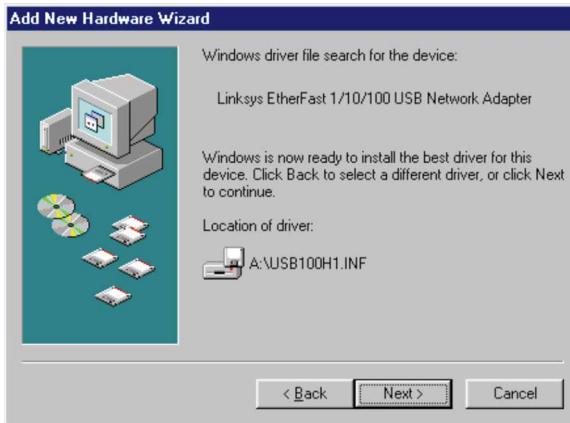 Add New Hardware Wizard
Windows driver file search for the device:
Linksys EtherFast 1/10/100 USB Network Adapter
Windows is now ready to install the best driver for this
device. Click Back to select a different driver, or click Next
to continue.
Location of driver:
A:\USB100H1.INF
< Back
Next >
Cancel